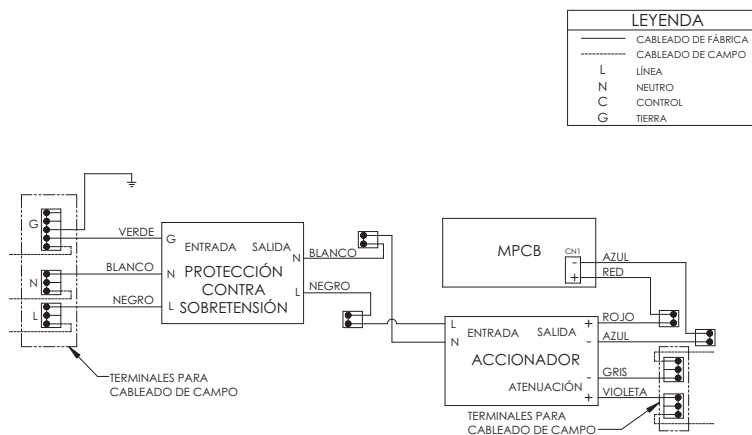 LEYENDA
CABLEADO DE FÁBRICA
CABLEADO DE CAMPO
L LÍNEA
N NEUTRO
C CONTROL
G TIERRA
G
VERDE
G
ENTRADA SALIDA
N
BLANCO
N
BLANCO
N
PROTECCIÓN
CONTRA
SOBRETENSIÓN
L
NEGRO
L
NEGRO
L
MPCB
CN1
-
+
AZUL
RED
L
N
ENTRADA SALIDA
+
-
ROJO
AZUL
ACCIONADOR
ATENUACIÓN
-
+
GRIS
VIOLETA
TERMINALES PARA
CABLEADO DE CAMPO
TERMINALES PARA
CABLEADO DE CAMPO